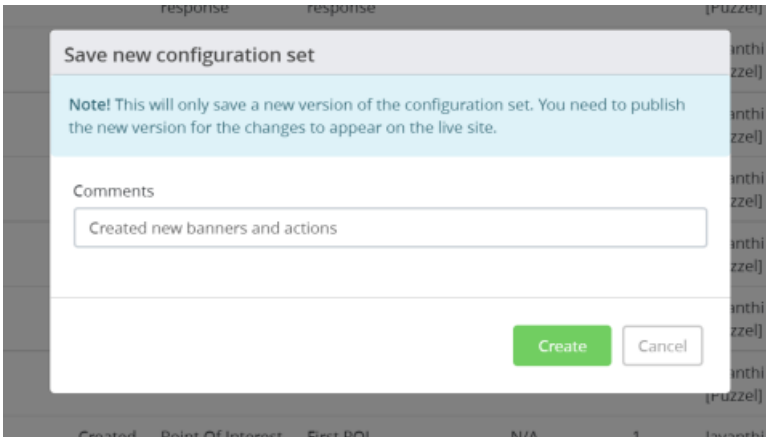 response response [Puzzel]
Save new configuration set
Note! This will only save a new version of the configuration set. You need to publish
the new version for the changes to appear on the live site.
Comments
Created new banners and actions
Create Cancel
[Puzzel]
Created Point Of Interest First POI N/A 1 Jayanthi